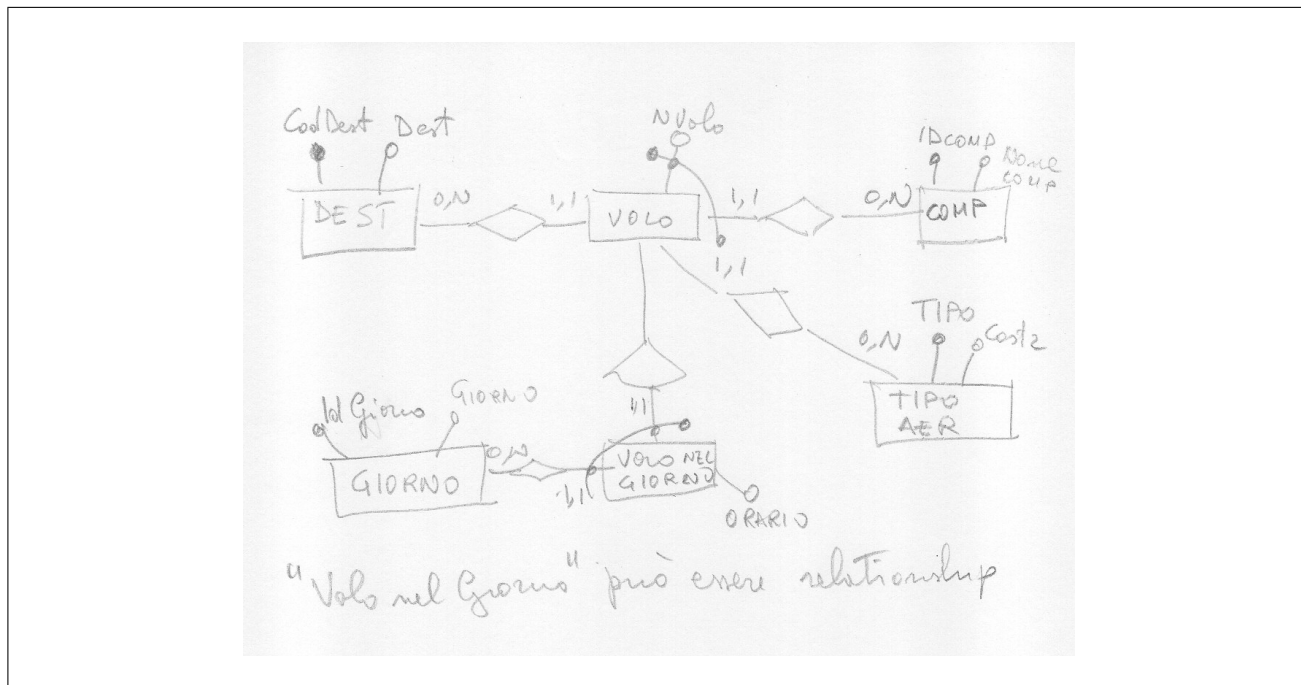 CodDest Dest
NVolo
IDCOMP
Nome
COMP
DEST
0,N
1,1
VOLO
1,1
0,N
COMP
1,1
0,N
TIPO
TIPO
AER
Id Giorno
GIORNO
0,N
GIORNO
1,1
1,1
VOLO NEL
GIORNO
ORARIO
"Volo nel Giorno" può essere relationship